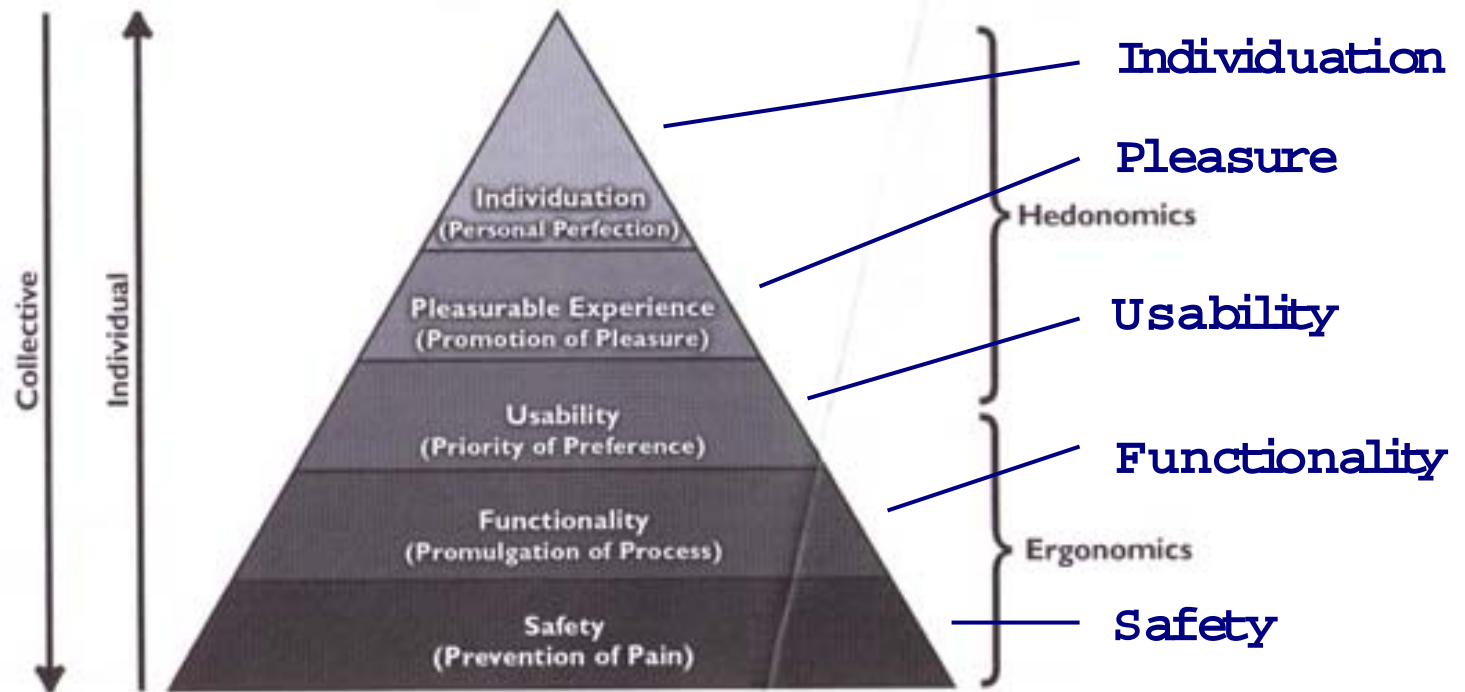 Collective
Individual
Individuation
(Personal Perfection)
Pleasurable Experience
(Promotion of Pleasure)
Usability
(Priority of Preference)
Functionality
(Promulgation of Process)
Safety
(Prevention of Pain)
Hedonomics
Ergonomics
Individuation
Pleasure
Usability
Functionality
Safety